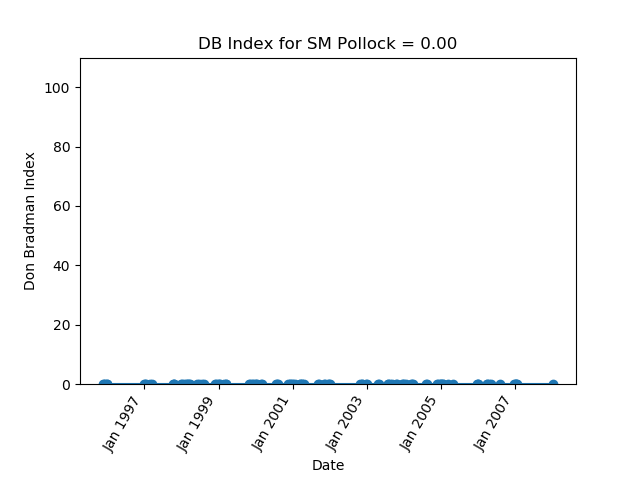 DB Index for SM Pollock = 0.00
100
80
60
40
20
0
Don Bradman Index
Jan 1997
Jan 1999
Jan 2001
Jan 2003
Jan 2005
Jan 2007
Date